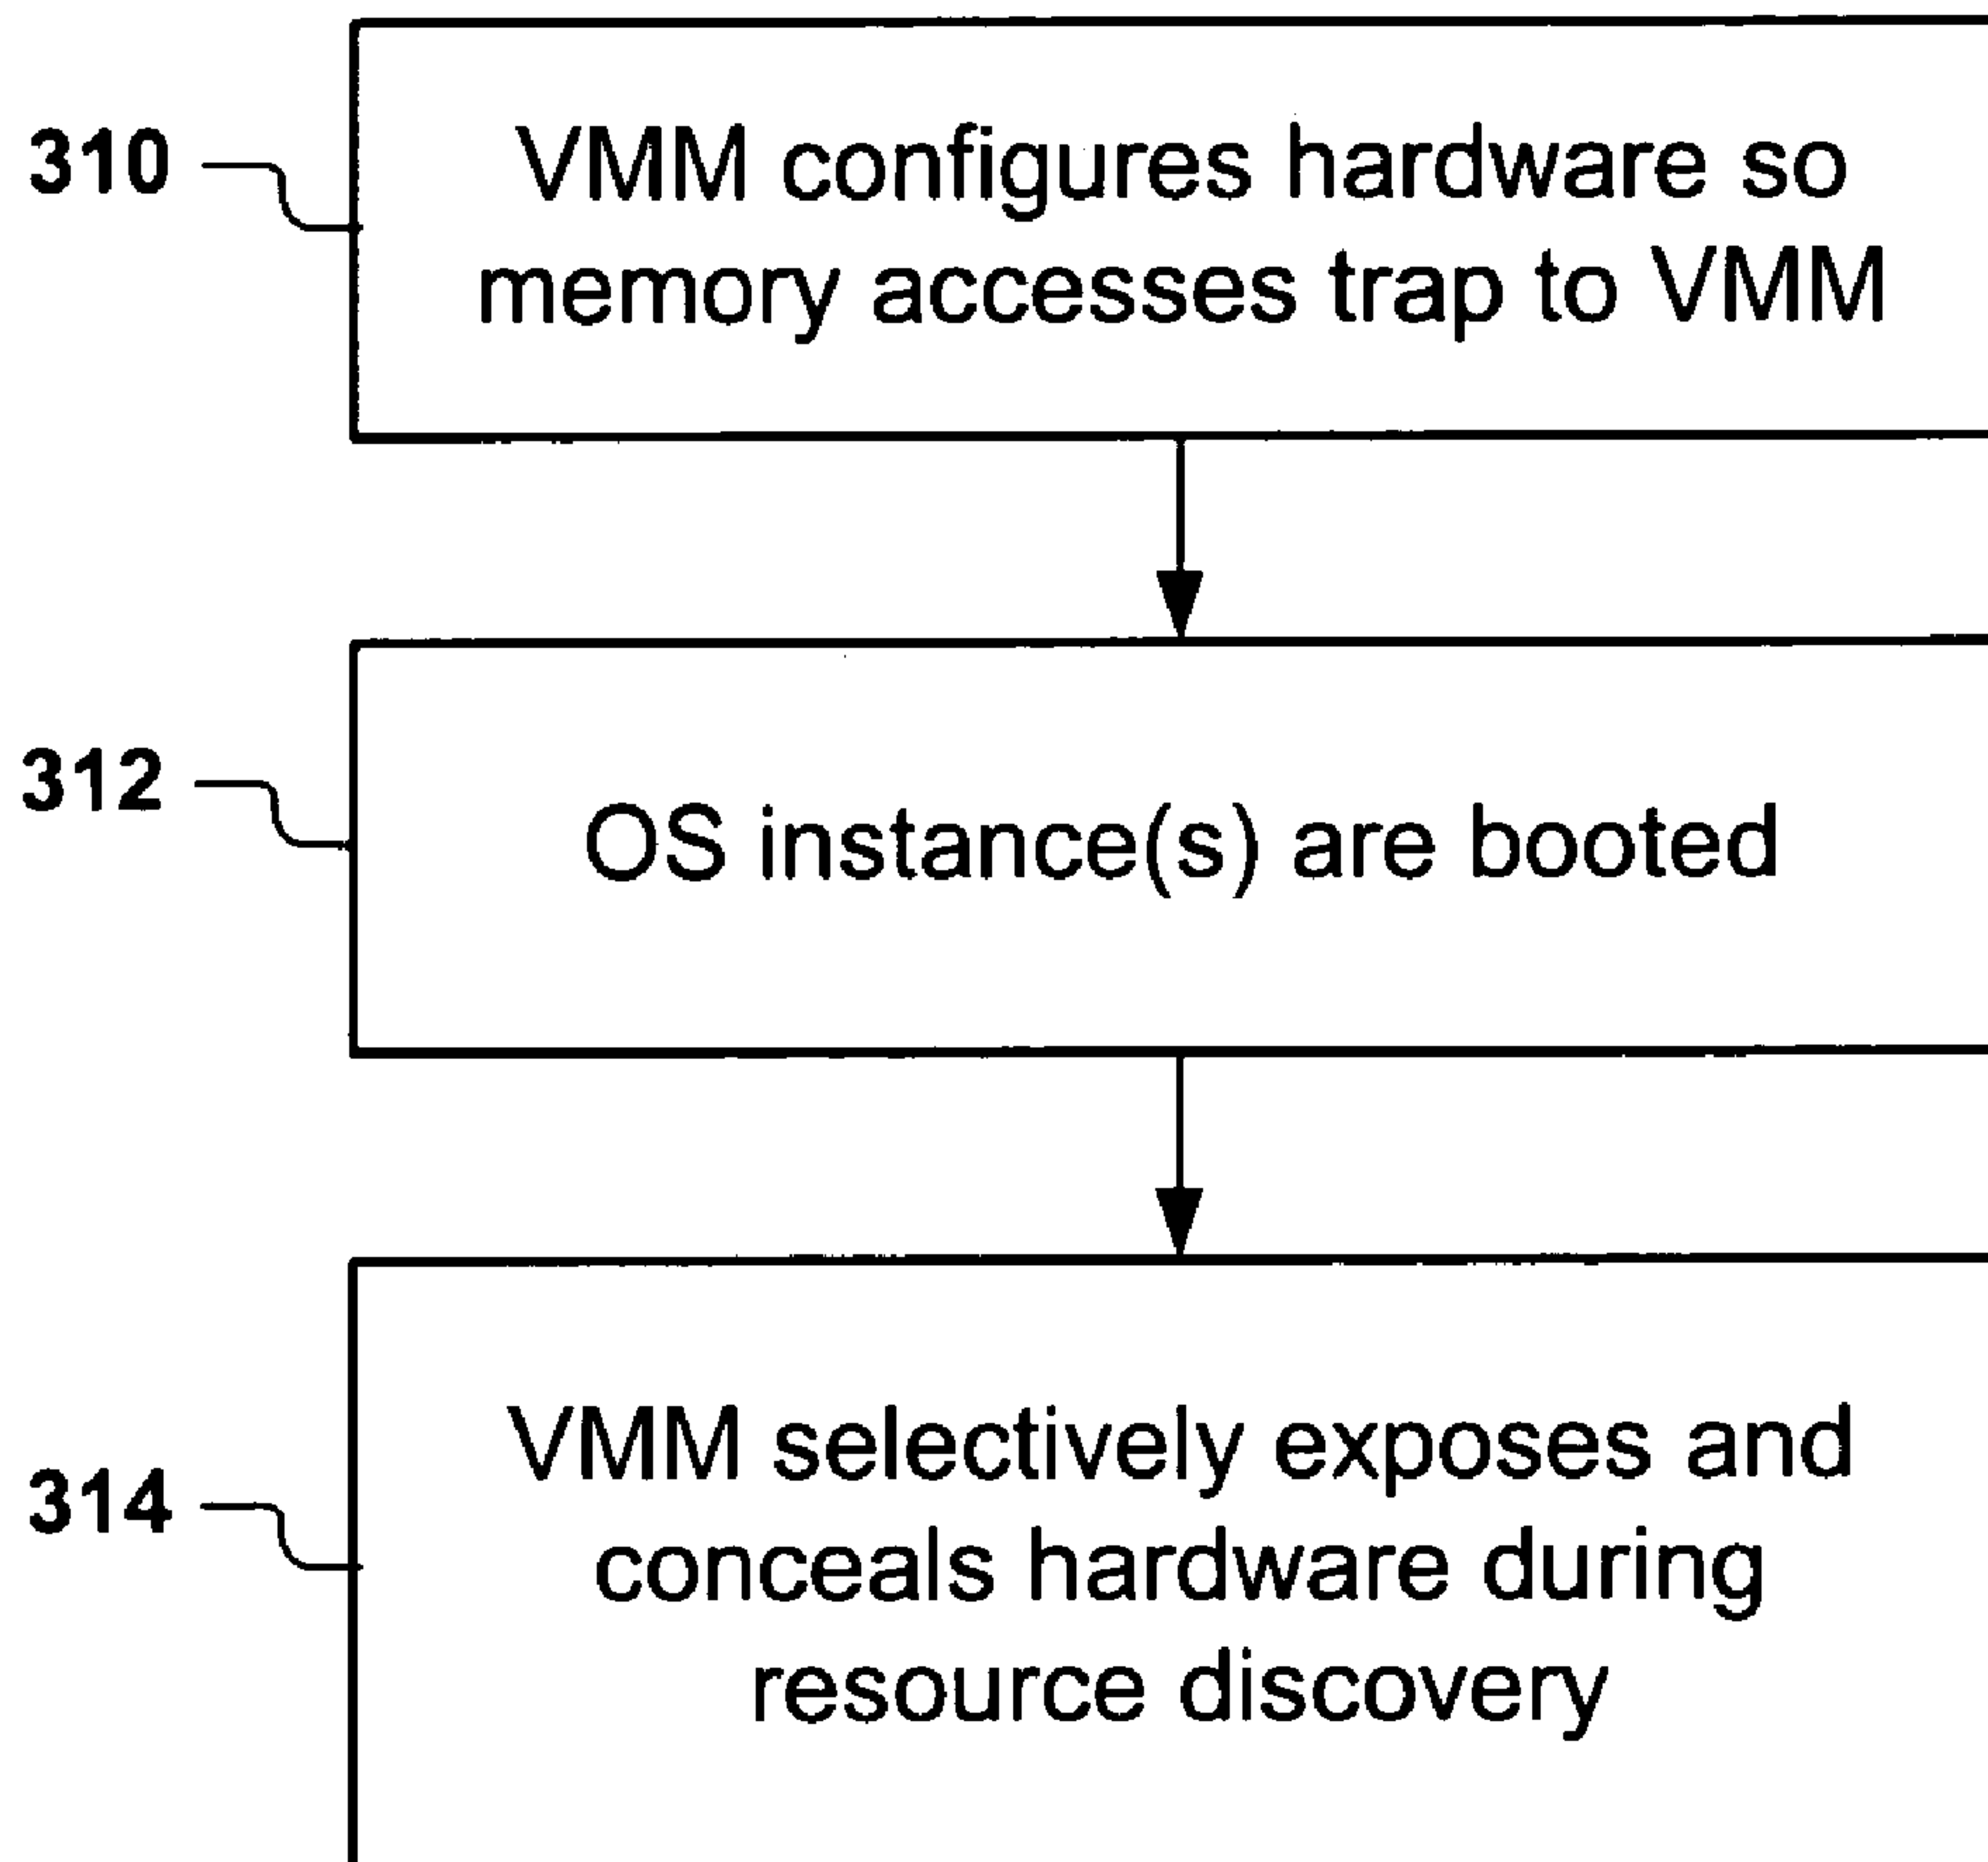 310
VMM configures hardware so
memory accesses trap to VMM
312
OS instance(s) are booted
314
VMM selectively exposes and
conceals hardware during
resource discovery